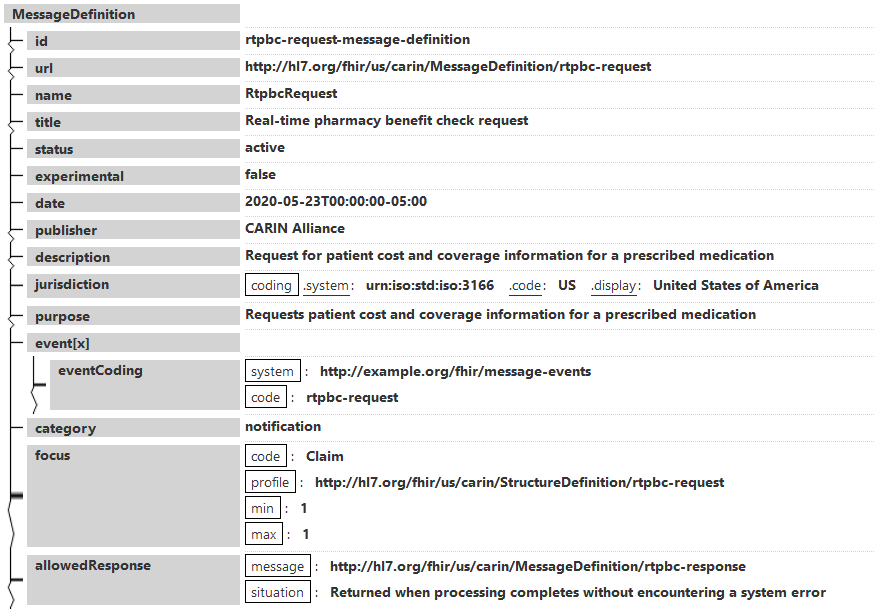 MessageDefinition
id rtpbc-request-message-definition
url http://hl7.org/fhir/us/carin/MessageDefinition/rtpbc-request
name RtpbcRequest
title Real-time pharmacy benefit check request
status active
experimental false
date 2020-05-23T00:00:00-05:00
publisher CARIN Alliance
description Request for patient cost and coverage information for a prescribed medication
jurisdiction coding .system: urn:iso:std:iso:3166 .code: US .display: United States of America
purpose Requests patient cost and coverage information for a prescribed medication
event[x]
eventCoding system : http://example.org/fhir/message-events
code : rtpbc-request
category notification
focus code : Claim
profile : http://hl7.org/fhir/us/carin/StructureDefinition/rtpbc-request
min : 1
max : 1
allowedResponse message : http://hl7.org/fhir/us/carin/MessageDefinition/rtpbc-response
situation : Returned when processing completes without encountering a system error